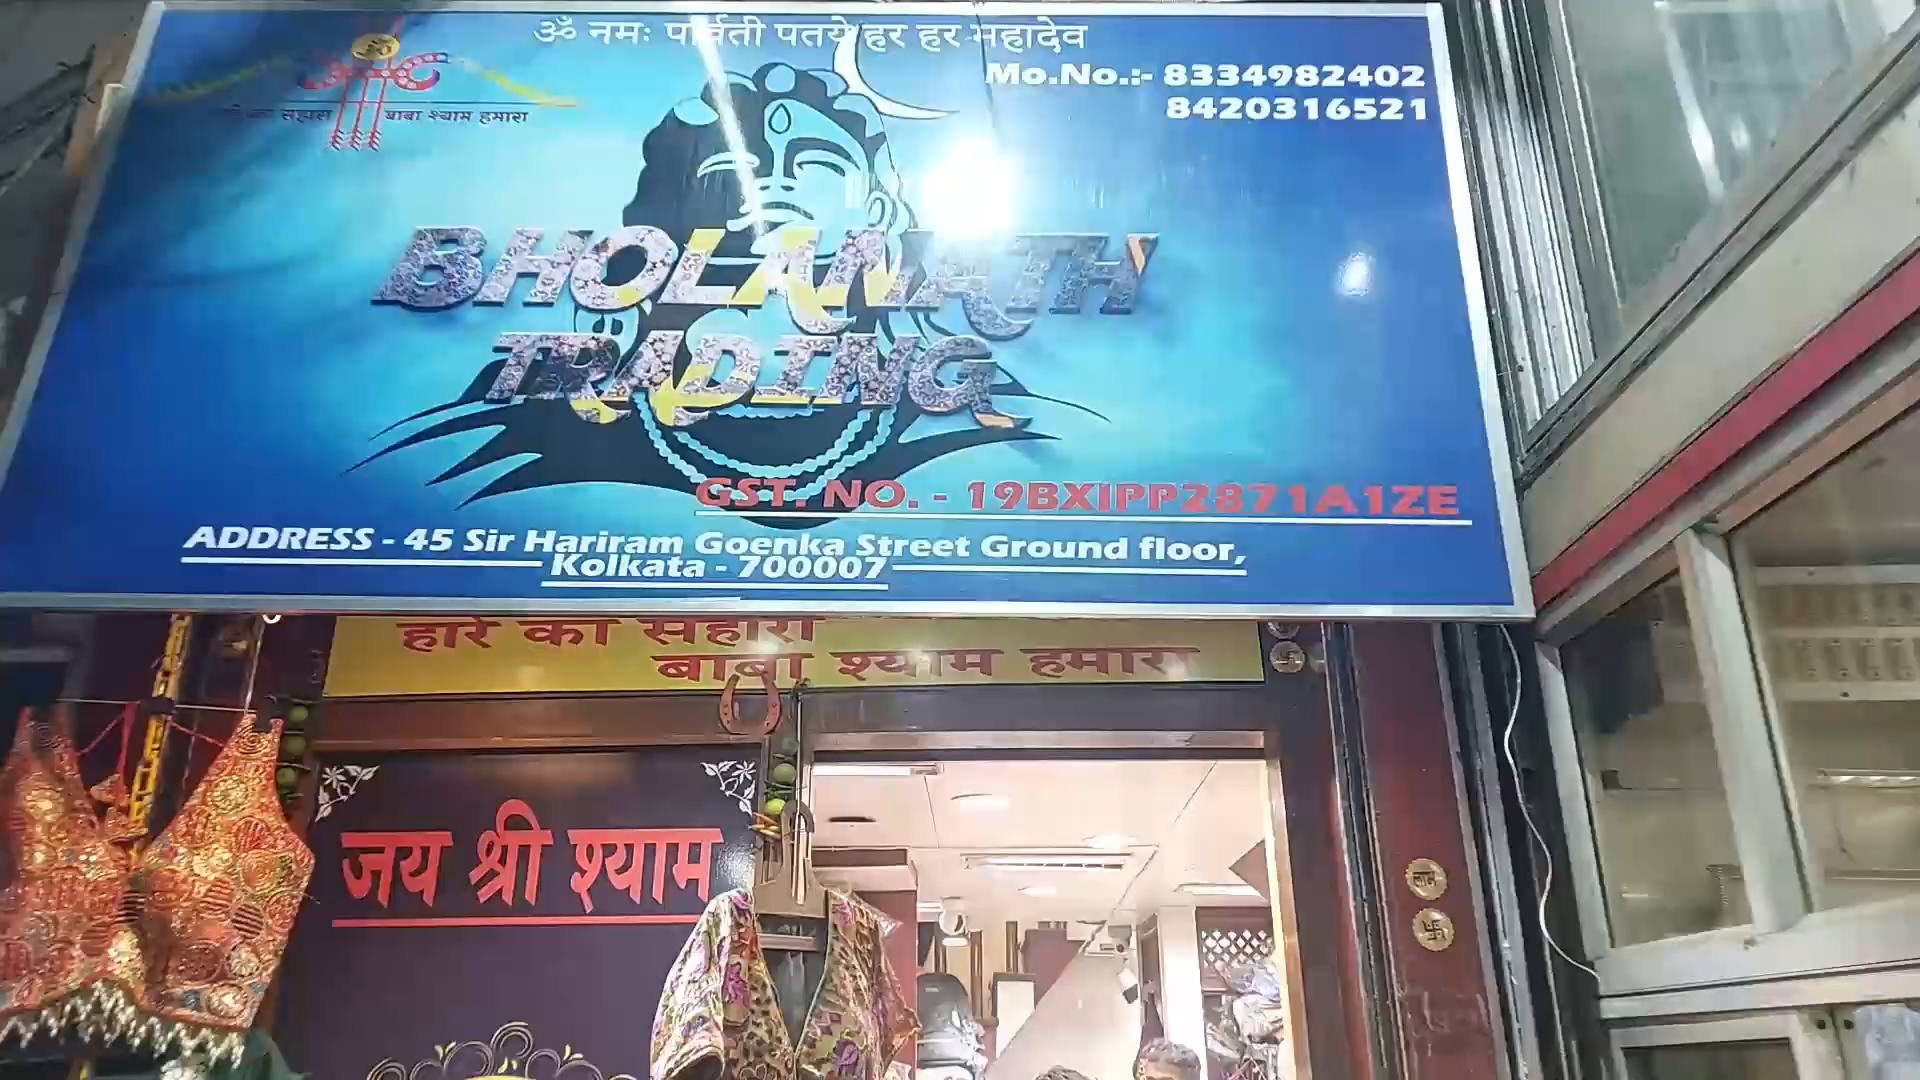 ॐ नमः पार्वती पतये हर हर महादेव
Mo.No.:- 8334982402
8420316521
का सहारा बाबा श्याम हमारा
BHOLANATH
TRADING
GST. NO. - 19BXIPP2871A1ZE
ADDRESS - 45 Sir Hariram Goenka Street Ground floor,
Kolkata - 700007
हारे का सहारा
बाबा श्याम हमारा
जय श्री श्याम
लाभ
शुभ